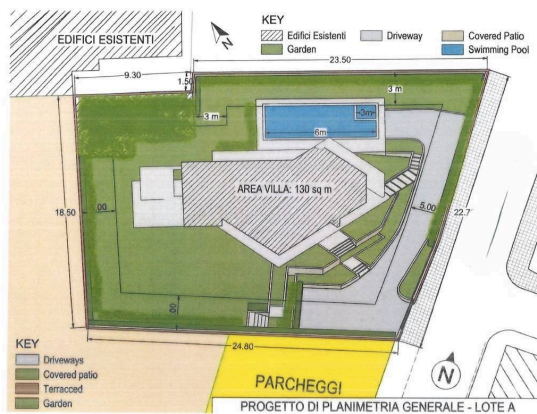 KEY
Edifici Esistenti
Driveway
Covered Patio
Garden
Swimming Pool
EDIFICI ESISTENTI
23.50
9.30
1.50
3 m
3 m
3m
6m
AREA VILLA: 130 sq m
18.50
.00
5.00
22.7
.00
24.80
KEY
Driveways
Covered patio
Terracced
Garden
PARCHEGGI
N
PROGETTO DI PLANIMETRIA GENERALE - LOTE A